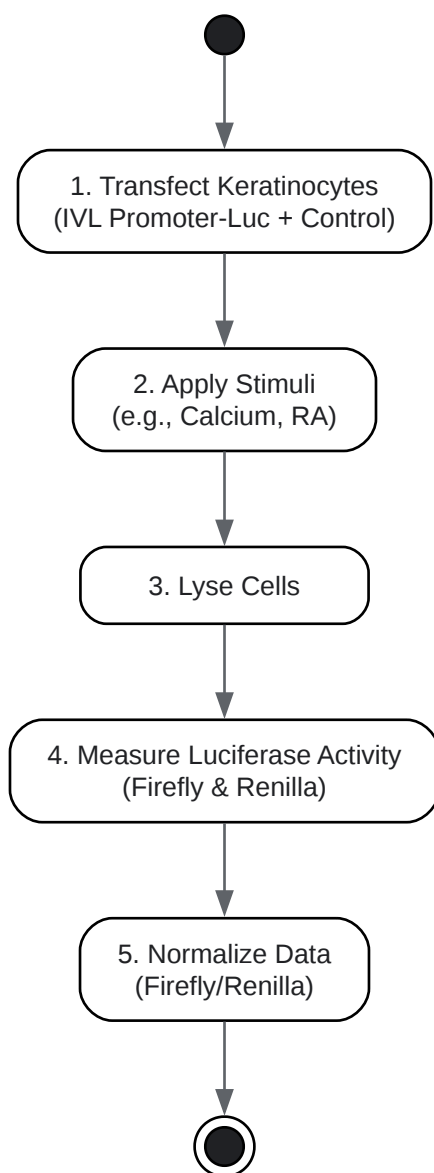 1. Transfect Keratinocytes
(IVL Promoter-Luc + Control)
2. Apply Stimuli
(e.g., Calcium, RA)
3. Lyse Cells
4. Measure Luciferase Activity
(Firefly & Renilla)
5. Normalize Data
(Firefly/Renilla)